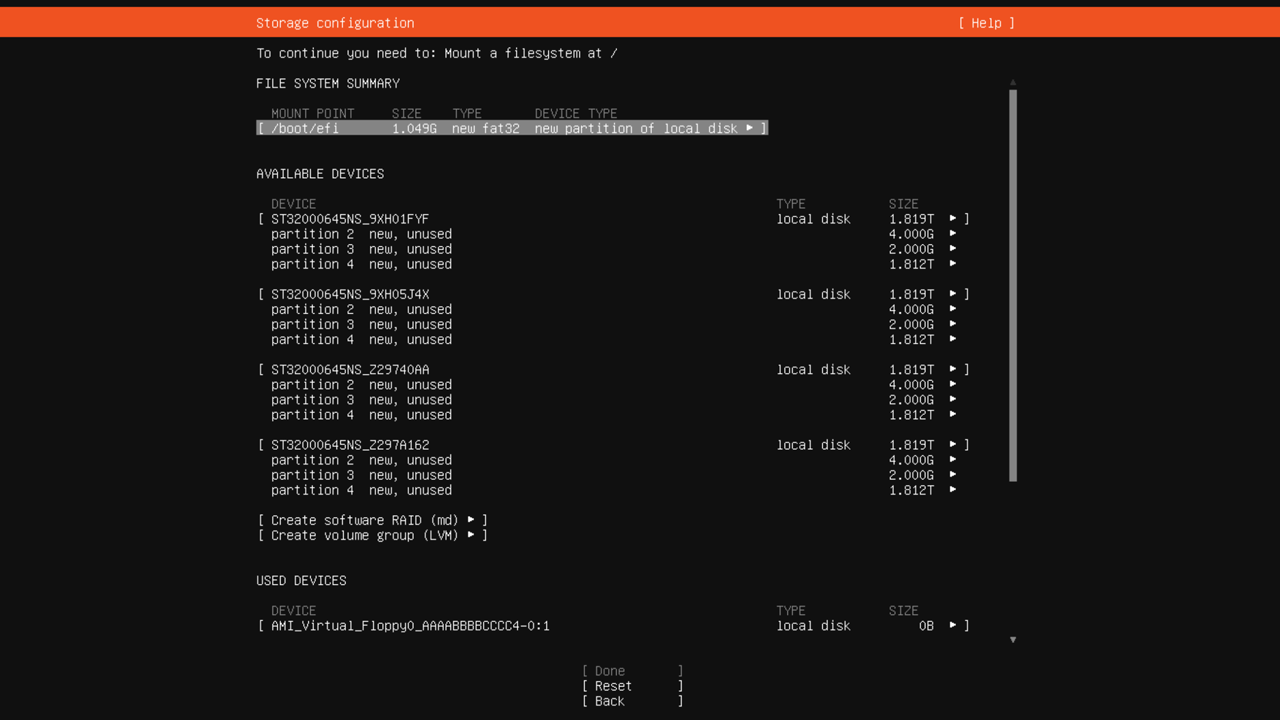 Storage configuration [ Help ]
To continue you need to: Mount a filesystem at /
FILE SYSTEM SUMMARY
MOUNT POINT SIZE TYPE DEVICE TYPE
[ /boot/efi 1.049G new fat32 new partition of local disk ▸ ]
AVAILABLE DEVICES
DEVICE TYPE SIZE
[ ST32000645NS_9XH01FYF local disk 1.819T ▸ ]
partition 2 new, unused 4.000G ▸
partition 3 new, unused 2.000G ▸
partition 4 new, unused 1.812T ▸
[ ST32000645NS_9XH05J4X local disk 1.819T ▸ ]
partition 2 new, unused 4.000G ▸
partition 3 new, unused 2.000G ▸
partition 4 new, unused 1.812T ▸
[ ST32000645NS_Z29740AA local disk 1.819T ▸ ]
partition 2 new, unused 4.000G ▸
partition 3 new, unused 2.000G ▸
partition 4 new, unused 1.812T ▸
[ ST32000645NS_Z297A162 local disk 1.819T ▸ ]
partition 2 new, unused 4.000G ▸
partition 3 new, unused 2.000G ▸
partition 4 new, unused 1.812T ▸
[ Create software RAID (md) ▸ ]
[ Create volume group (LVM) ▸ ]
USED DEVICES
DEVICE TYPE SIZE
[ AMI_Virtual_Floppy0_AAAABBBBCCCC4-0:1 local disk 0B ▸ ]
[ Done ]
[ Reset ]
[ Back ]